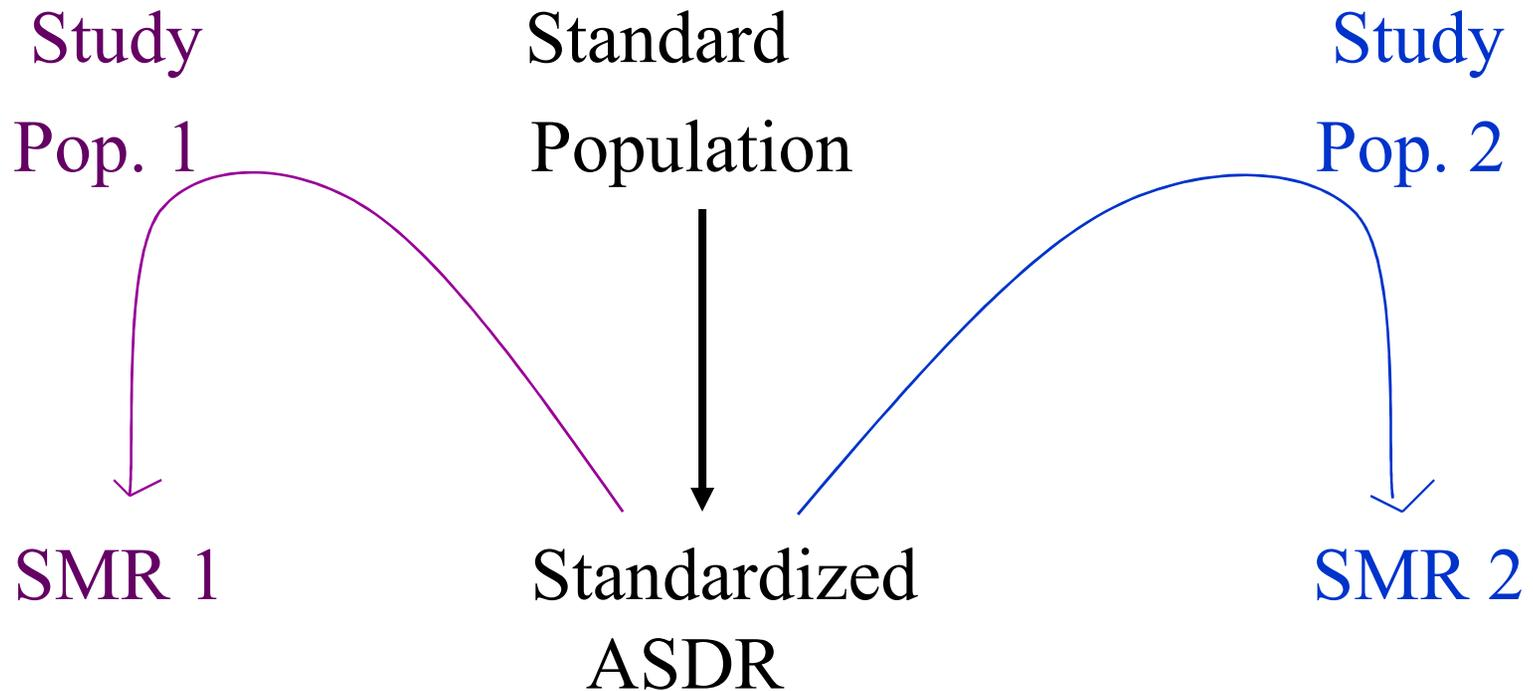 Study
Pop. 1
Standard
Population
Study
Pop. 2
SMR 1
Standardized
ASDR
SMR 2